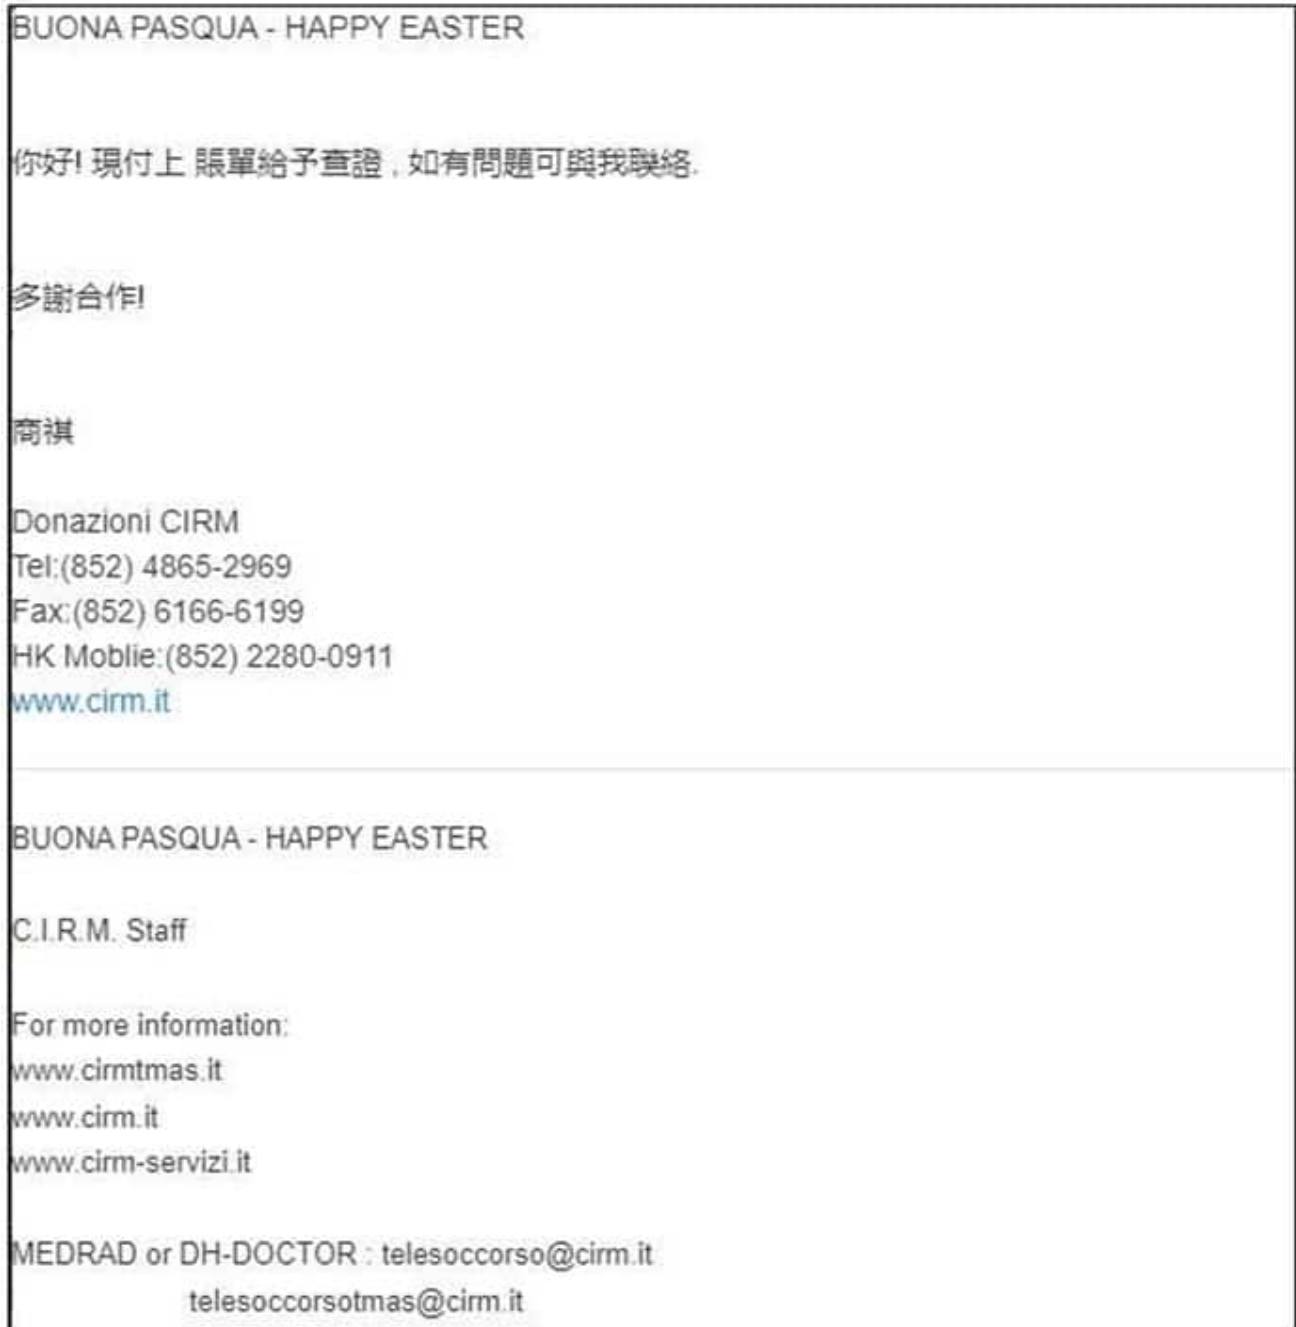 BUONA PASQUA - HAPPY EASTER
你好! 現付上 賬單給予查證 , 如有問題可與我聯絡.
多謝合作!
商祺
Donazioni CIRM
Tel:(852) 4865-2969
Fax:(852) 6166-6199
HK Moblie:(852) 2280-0911
www.cirm.it
BUONA PASQUA - HAPPY EASTER
C.I.R.M. Staff
For more information:
www.cirmtmas.it
www.cirm.it
www.cirm-servizi.it
MEDRAD or DH-DOCTOR : telesoccorso@cirm.it
telesoccorsotmas@cirm.it